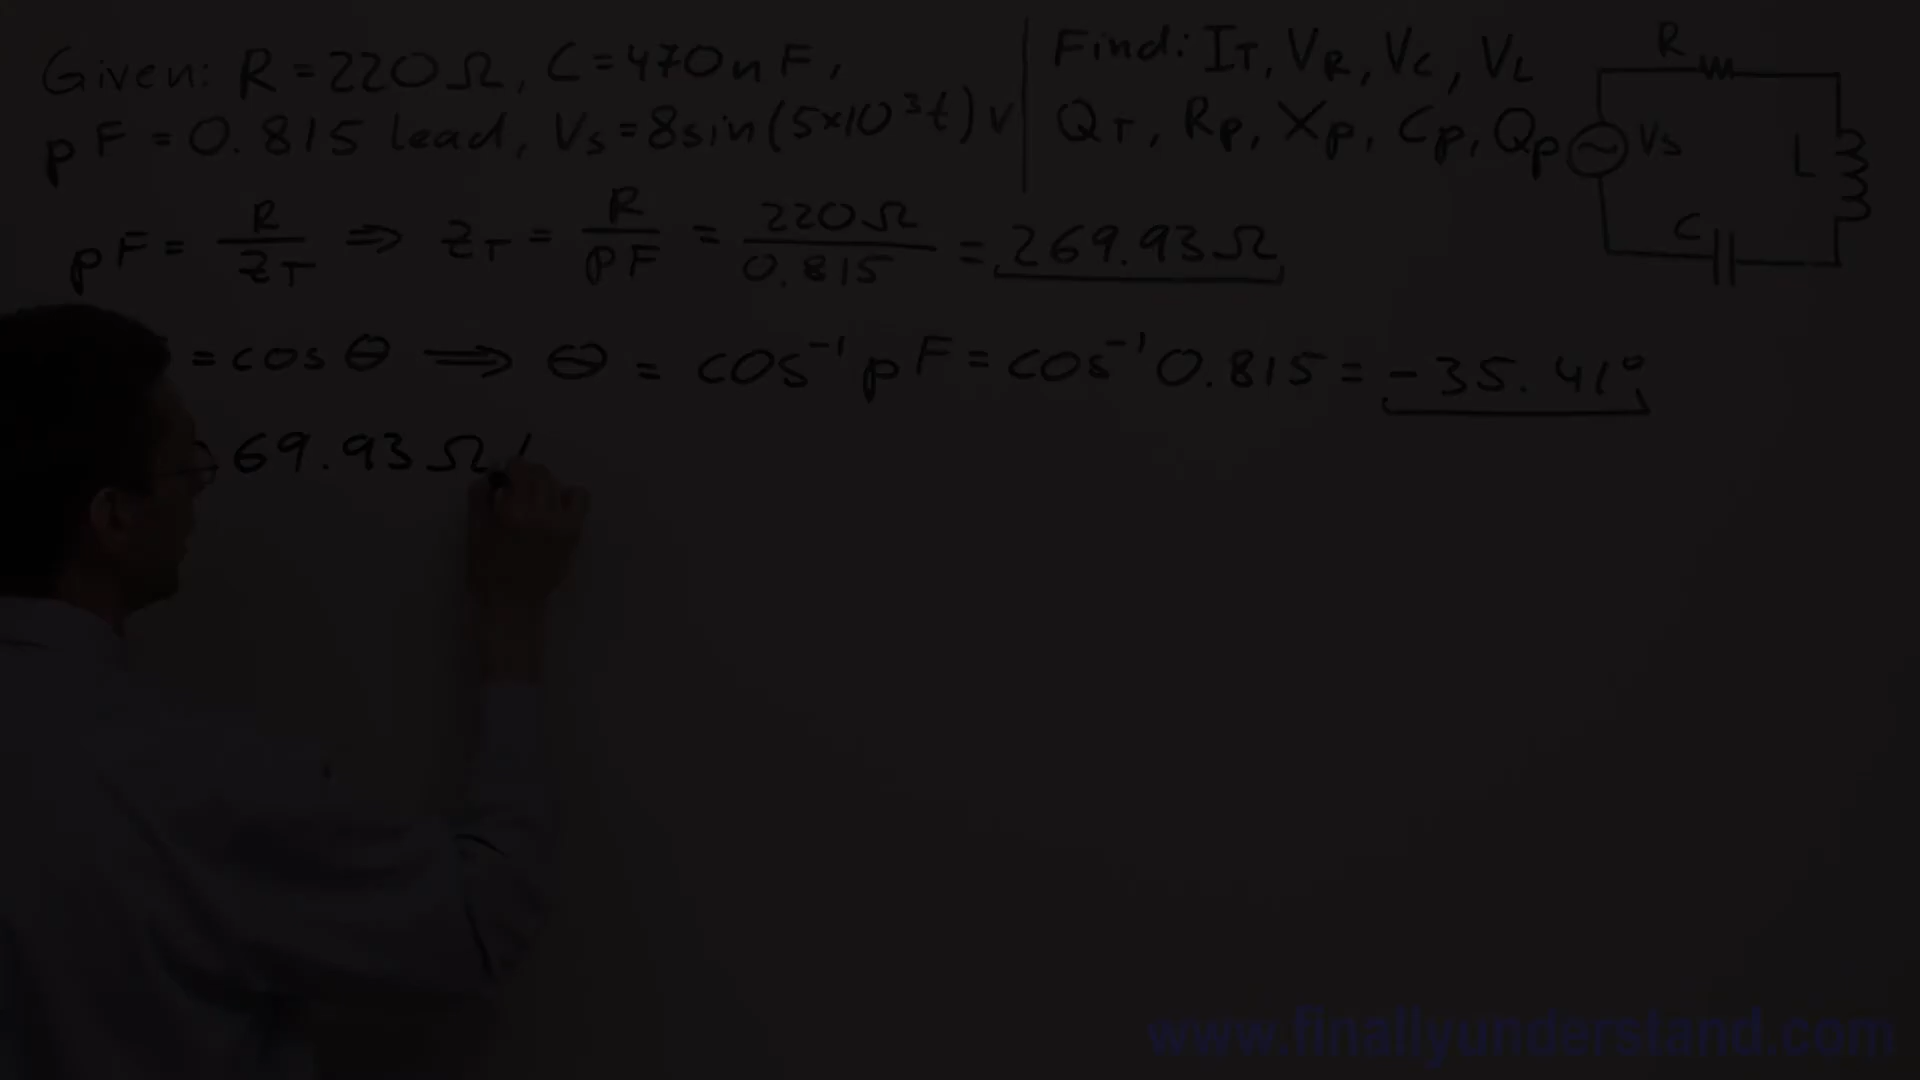 Given: R = 220 Ω, C = 470 n F,
pF = 0.815 lead, Vs = 8sin(5×10³t) v
Find: IT, VR, VC, VL
QT, Rp, Xp, Cp, Qp
R
Vs
L
C
pF = R/ZT ⇒ ZT = R/pF = 220Ω/0.815 = 269.93 Ω
= cos θ ⟹ θ = cos⁻¹ pF = cos⁻¹ 0.815 = -35.41°
69.93 Ω
www.finallyunderstand.com